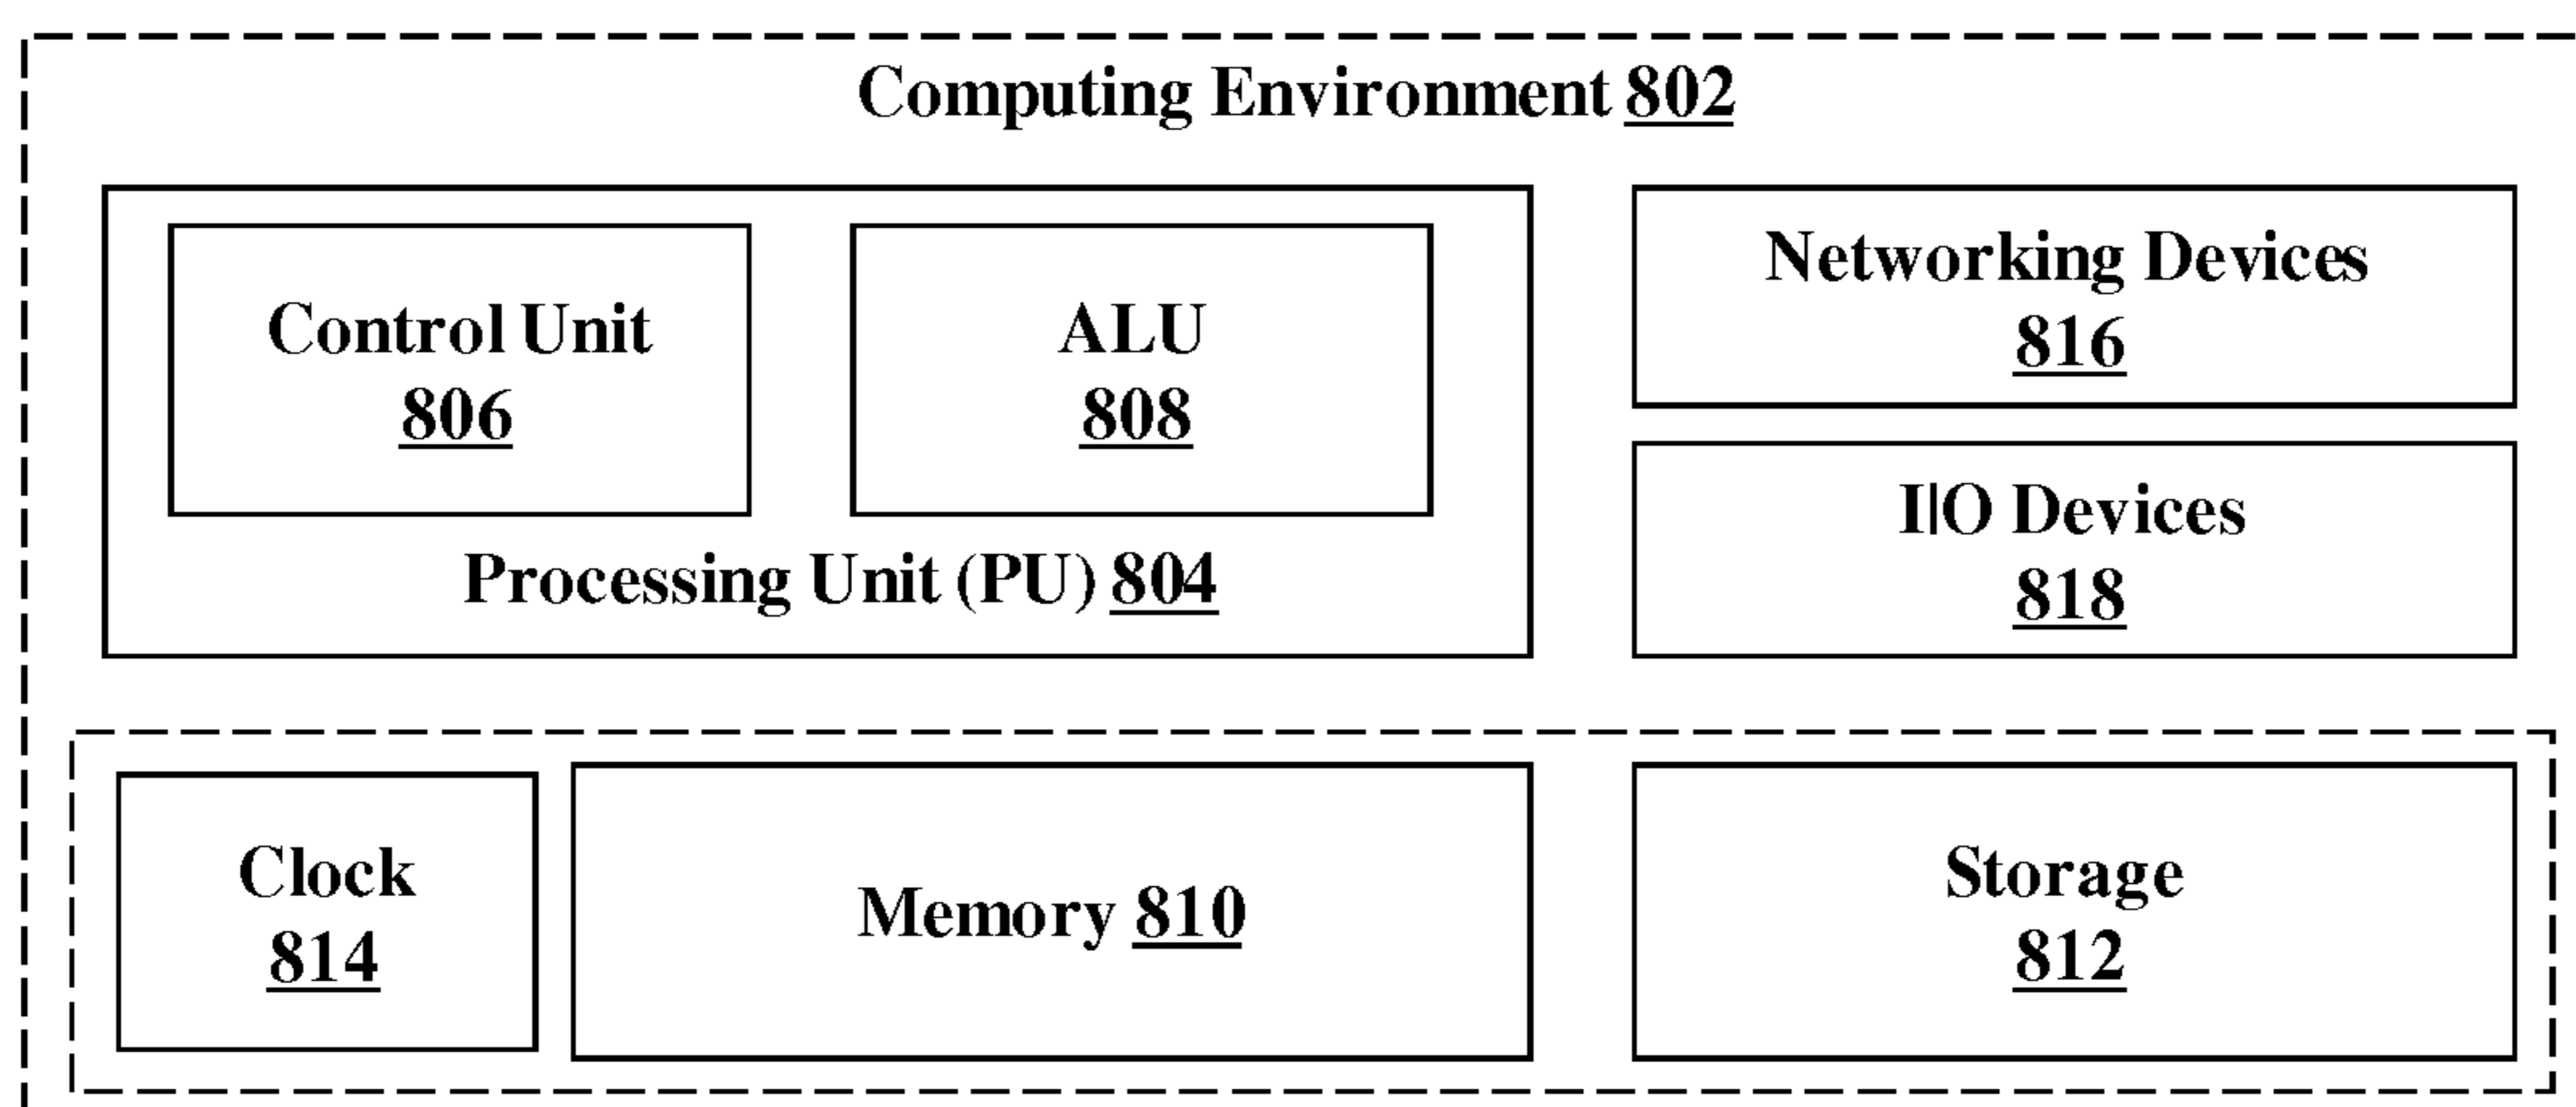 Computing Environment 802
Control Unit
806
ALU
808
Processing Unit (PU) 804
Networking Devices
816
I|O Devices
818
Clock
814
Memory 810
Storage
812